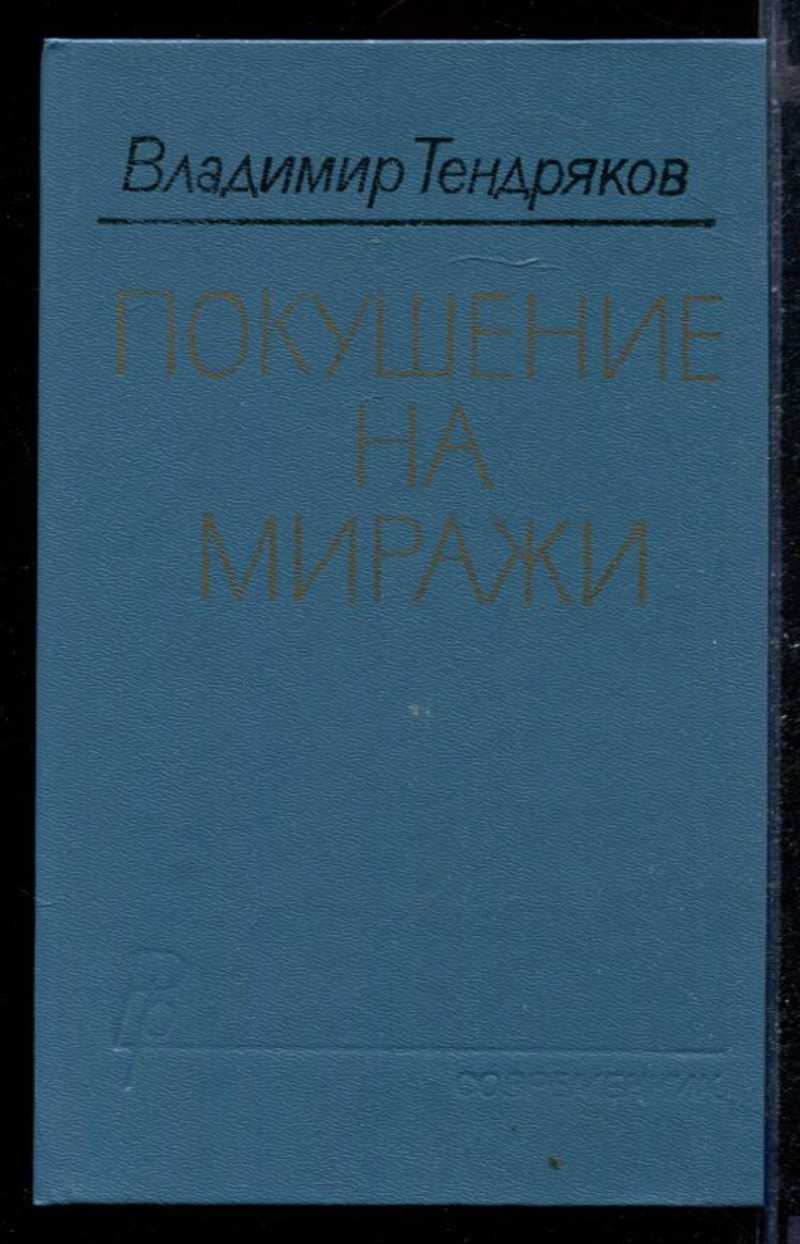 Владимир Тендряков
ПОКУШЕНИЕ
НА
МИРАЖИ
СОВРЕМЕННИК